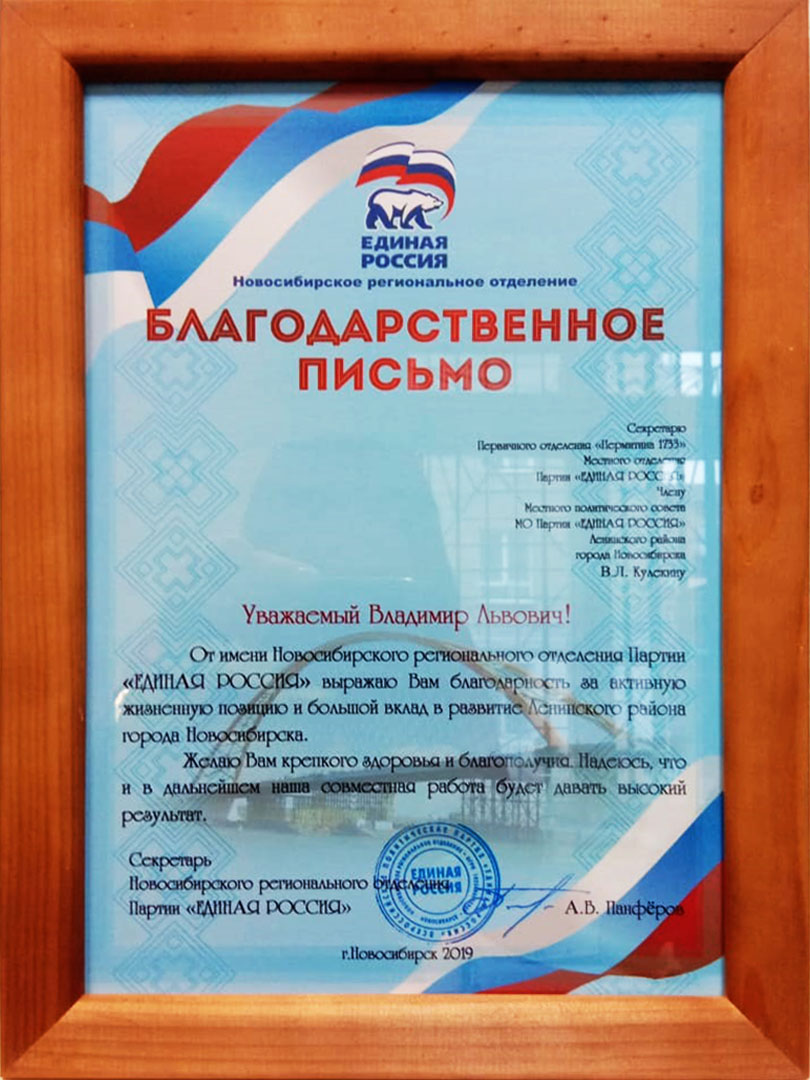 ЕДИНАЯ
РОССИЯ
Новосибирское региональное отделение
БЛАГОДАРСТВЕННОЕ
ПИСЬМО
Секретарю
Первичного отделения «Пермитина 1733»
Местного отделения
Партии «ЕДИНАЯ РОССИЯ»
Члену
Местного политического совета
МО Партии «ЕДИНАЯ РОССИЯ»
Ленинского района
города Новосибирска
В.Л. Кулекину
Уважаемый Владимир Львович!
От имени Новосибирского регионального отделения Партии
«ЕДИНАЯ РОССИЯ» выражаю Вам благодарность за активную
жизненную позицию и большой вклад в развитие Ленинского района
города Новосибирска.
Желаю Вам крепкого здоровья и благополучия. Надеюсь, что
и в дальнейшем наша совместная работа будет давать высокий
результат.
Секретарь
Новосибирского регионального отделения
Партии «ЕДИНАЯ РОССИЯ»
ЕДИНАЯ
РОССИЯ
А.В. Панфёров
г.Новосибирск 2019